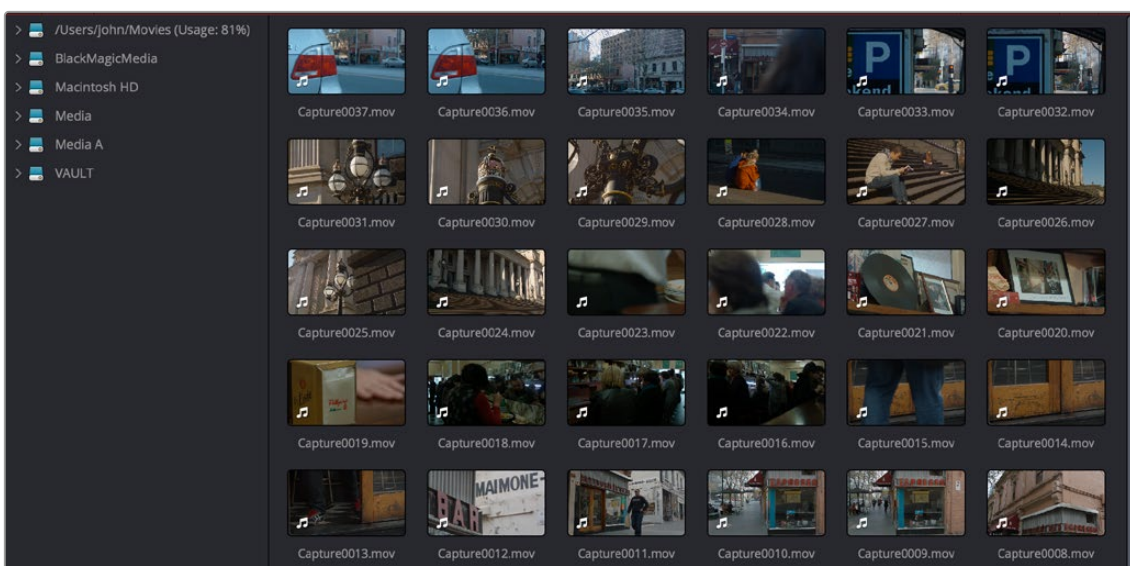 /Users/john/Movies (Usage: 81%)
BlackMagicMedia
Macintosh HD
Media
Media A
VAULT
Capture0037.mov
Capture0036.mov
Capture0035.mov
Capture0034.mov
P
Capture0033.mov
P
Capture0032.mov
Capture0031.mov
Capture0030.mov
Capture0029.mov
Capture0028.mov
Capture0027.mov
Capture0026.mov
Capture0025.mov
Capture0024.mov
Capture0023.mov
Capture0022.mov
Capture0021.mov
Capture0020.mov
Capture0019.mov
Capture0018.mov
Capture0017.mov
Capture0016.mov
Capture0015.mov
Capture0014.mov
Capture0013.mov
MAIMONE
BAR
Capture0012.mov
Capture0011.mov
Capture0010.mov
Capture0009.mov
Capture0008.mov